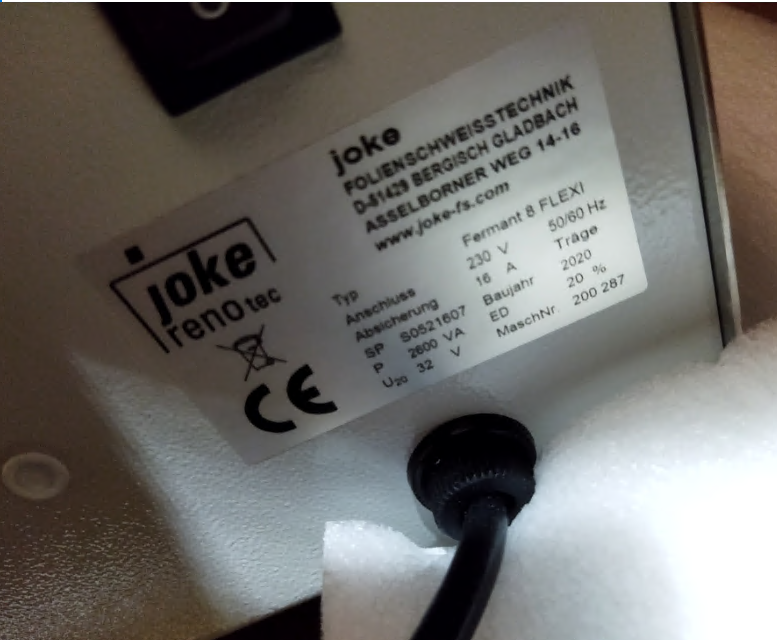 joke
FOLIENSCHWEISSTECHNIK
D-51429 BERGISCH GLADBACH
ASSELBORNER WEG 14-16
www.joke-fs.com
joke
reno tec
CE
Typ Fermant 8 FLEXI
Anschluss 230 V 50/60 Hz
Absicherung 16 A Träge
SP S0521607 Baujahr 2020
P 2600 VA ED 20 %
U20 32 V MaschNr. 200 287